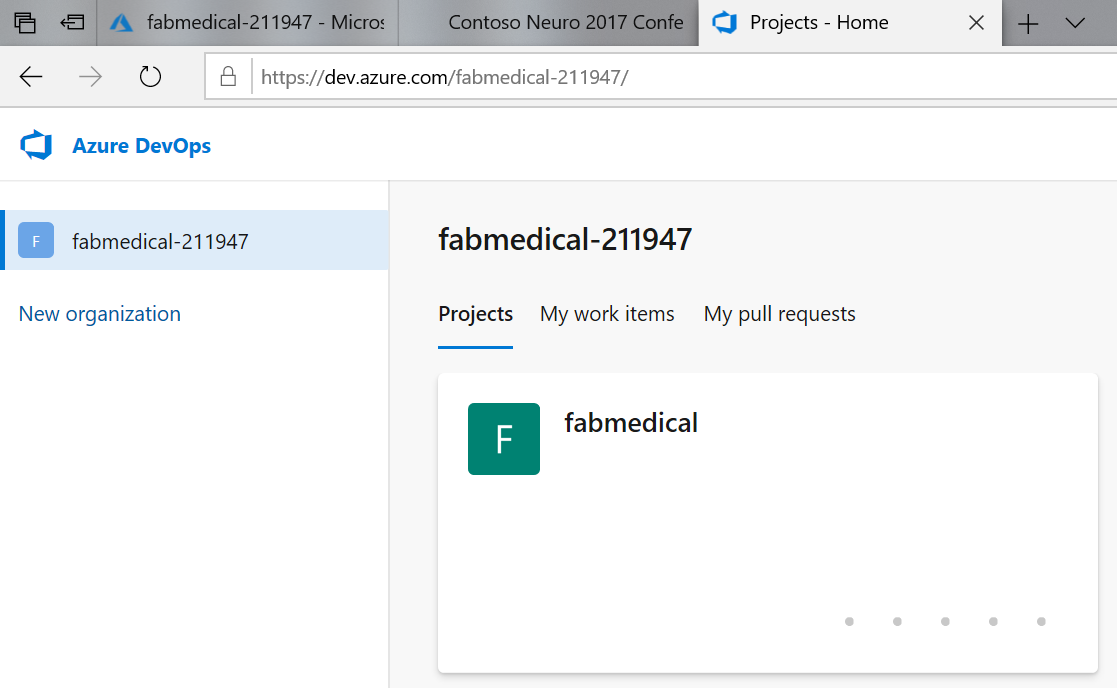 fabmedical-211947 - Micros
Contoso Neuro 2017 Confe
Projects - Home
https://dev.azure.com/fabmedical-211947/
Azure DevOps
F
fabmedical-211947
New organization
fabmedical-211947
Projects
My work items
My pull requests
F
fabmedical